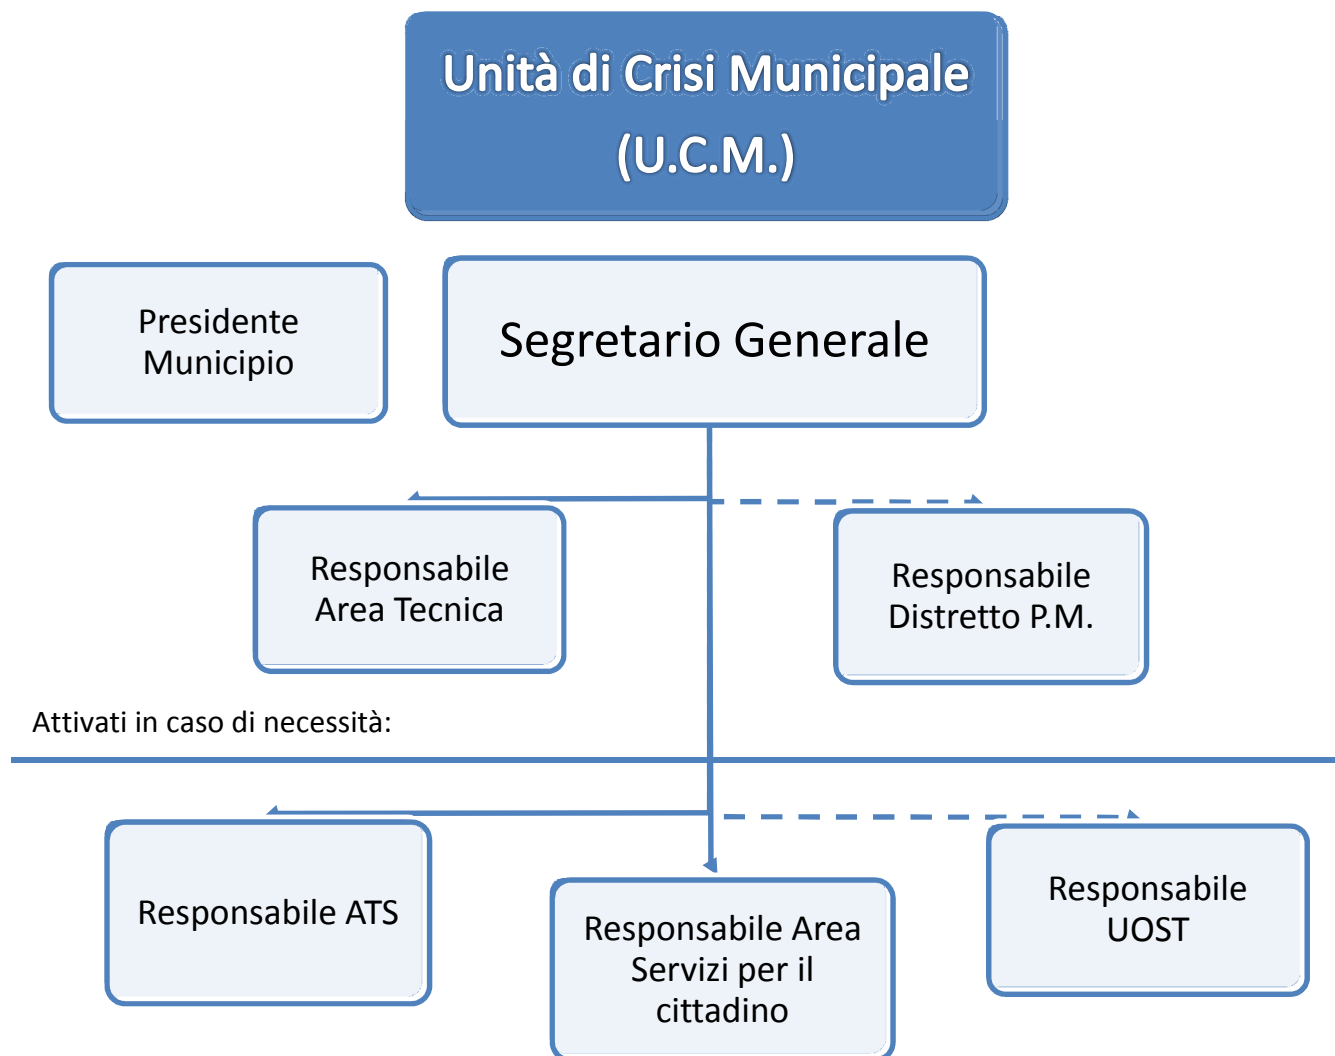 Unità di Crisi Municipale
(U.C.M.)
Presidente
Municipio
Segretario Generale
Responsabile
Area Tecnica
Responsabile
Distretto P.M.
Attivati in caso di necessità:
Responsabile ATS
Responsabile Area
Servizi per il
cittadino
Responsabile
UOST